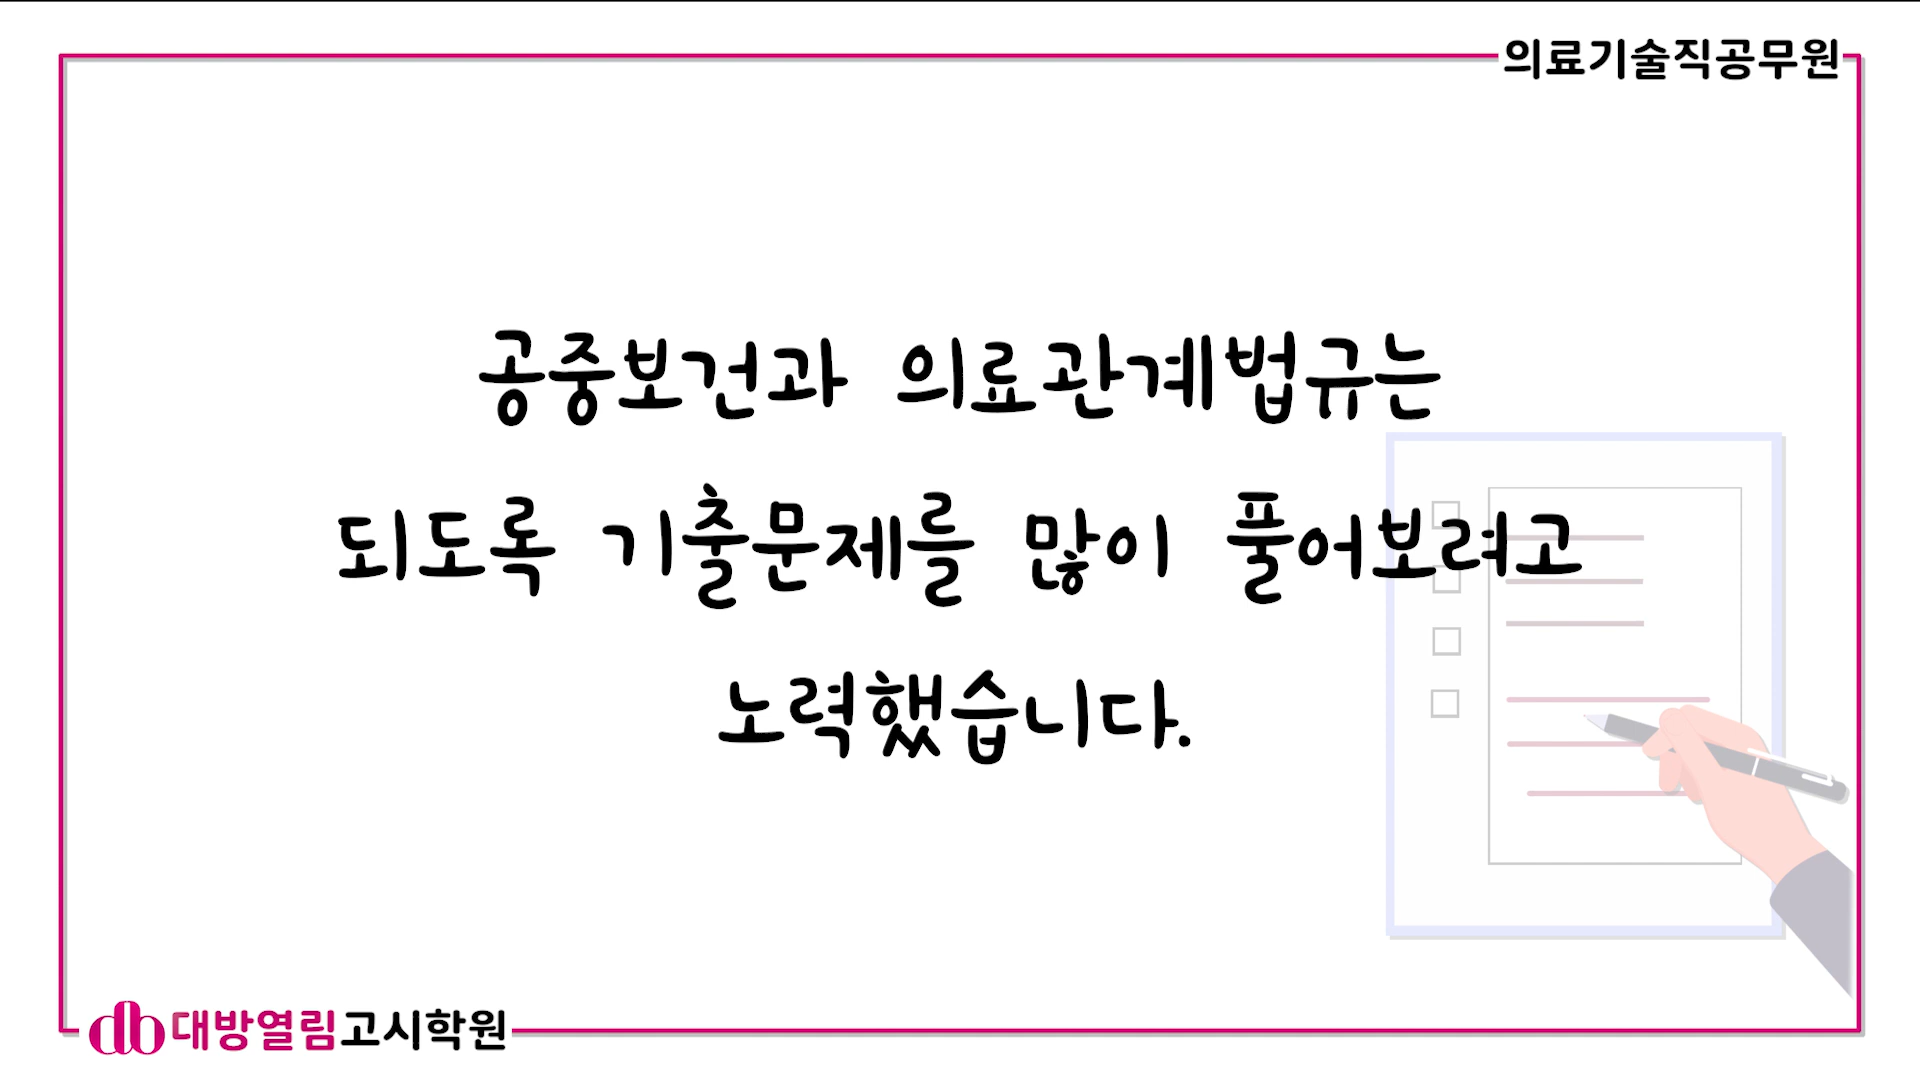 의료기술직공무원
공중보건과 의료관계법규는
되도록 기출문제를 많이 풀어보려고
노력했습니다.
db대방열림고시학원